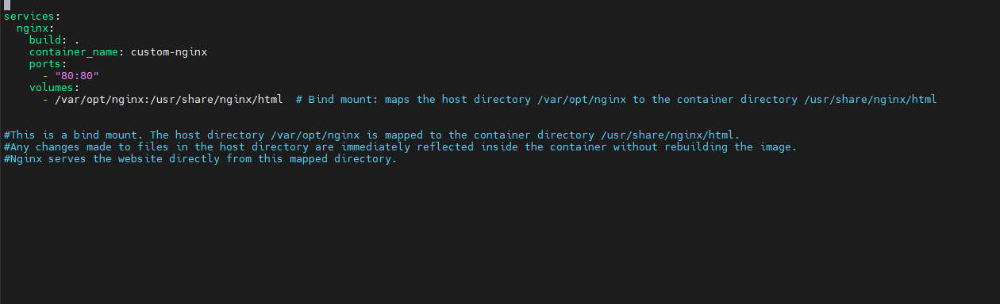 services:
  nginx:
    build: .
    container_name: custom-nginx
    ports:
      - "80:80"
    volumes:
      - /var/opt/nginx:/usr/share/nginx/html  # Bind mount: maps the host directory /var/opt/nginx to the container directory /usr/share/nginx/html
#This is a bind mount. The host directory /var/opt/nginx is mapped to the container directory /usr/share/nginx/html.
#Any changes made to files in the host directory are immediately reflected inside the container without rebuilding the image.
#Nginx serves the website directly from this mapped directory.